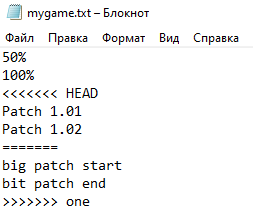 mygame.txt – Блокнот
Файл Правка Формат Вид Справка
50%
100%
<<<<<<< HEAD
Patch 1.01
Patch 1.02
=======
big patch start
bit patch end
>>>>>>> one